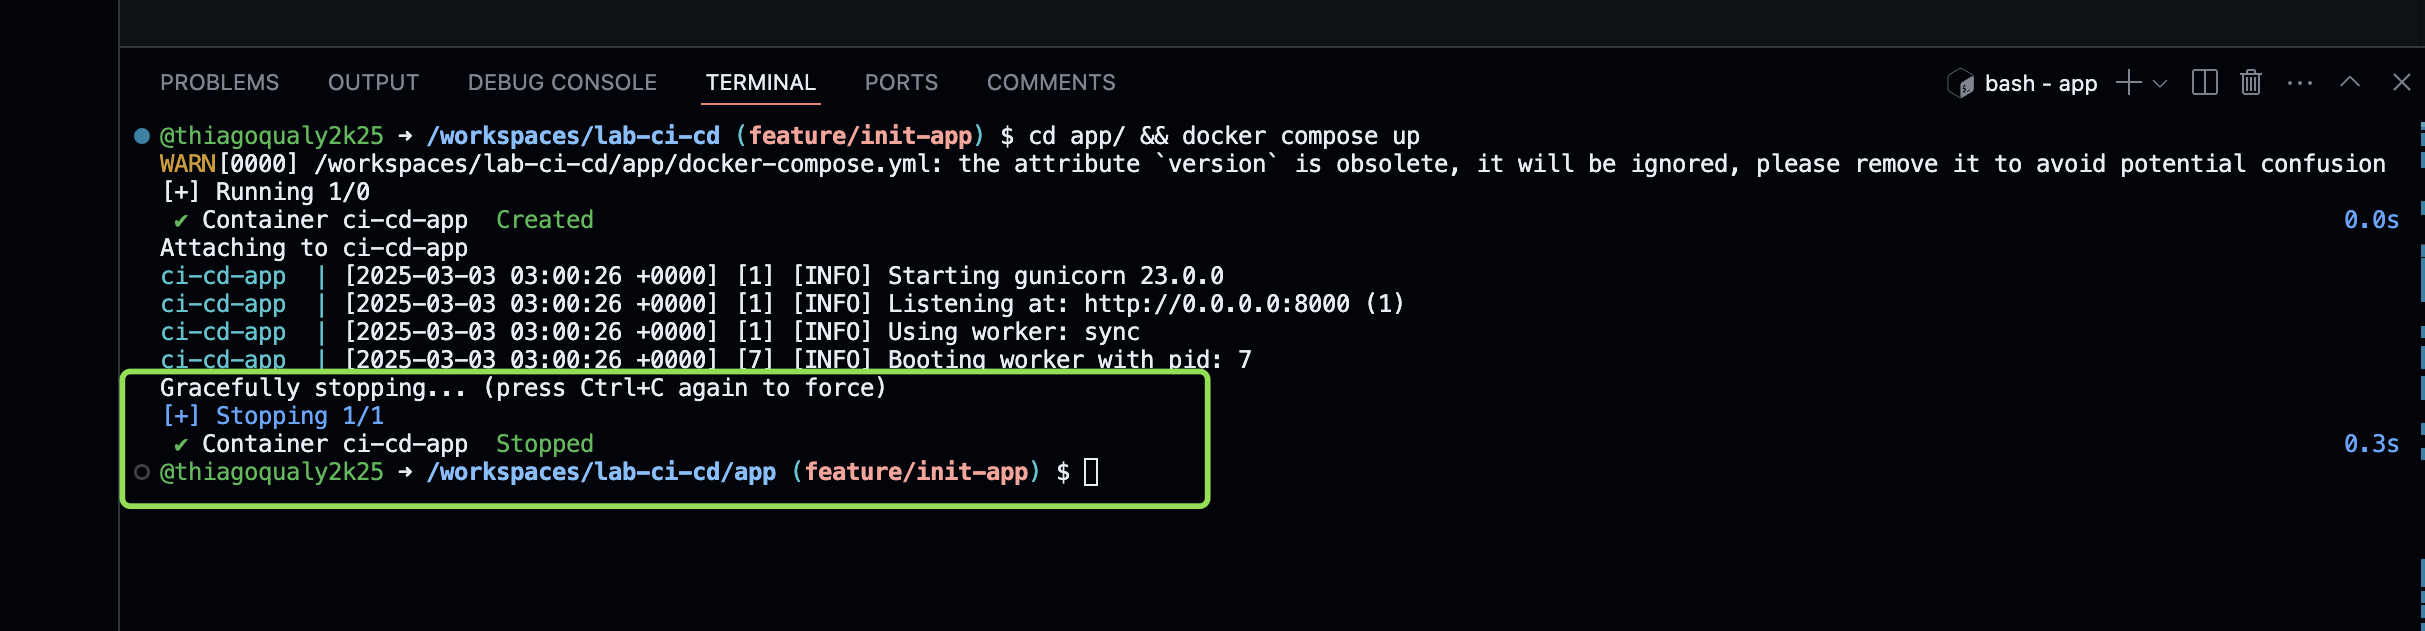 PROBLEMS OUTPUT DEBUG CONSOLE TERMINAL PORTS COMMENTS bash - app
@thiagoqualy2k25 → /workspaces/lab-ci-cd (feature/init-app) $ cd app/ && docker compose up
WARN[0000] /workspaces/lab-ci-cd/app/docker-compose.yml: the attribute `version` is obsolete, it will be ignored, please remove it to avoid potential confusion
[+] Running 1/0
✔ Container ci-cd-app Created 0.0s
Attaching to ci-cd-app
ci-cd-app | [2025-03-03 03:00:26 +0000] [1] [INFO] Starting gunicorn 23.0.0
ci-cd-app | [2025-03-03 03:00:26 +0000] [1] [INFO] Listening at: http://0.0.0.0:8000 (1)
ci-cd-app | [2025-03-03 03:00:26 +0000] [1] [INFO] Using worker: sync
ci-cd-app | [2025-03-03 03:00:26 +0000] [7] [INFO] Booting worker with pid: 7
Gracefully stopping... (press Ctrl+C again to force)
[+] Stopping 1/1
✔ Container ci-cd-app Stopped 0.3s
@thiagoqualy2k25 → /workspaces/lab-ci-cd/app (feature/init-app) $